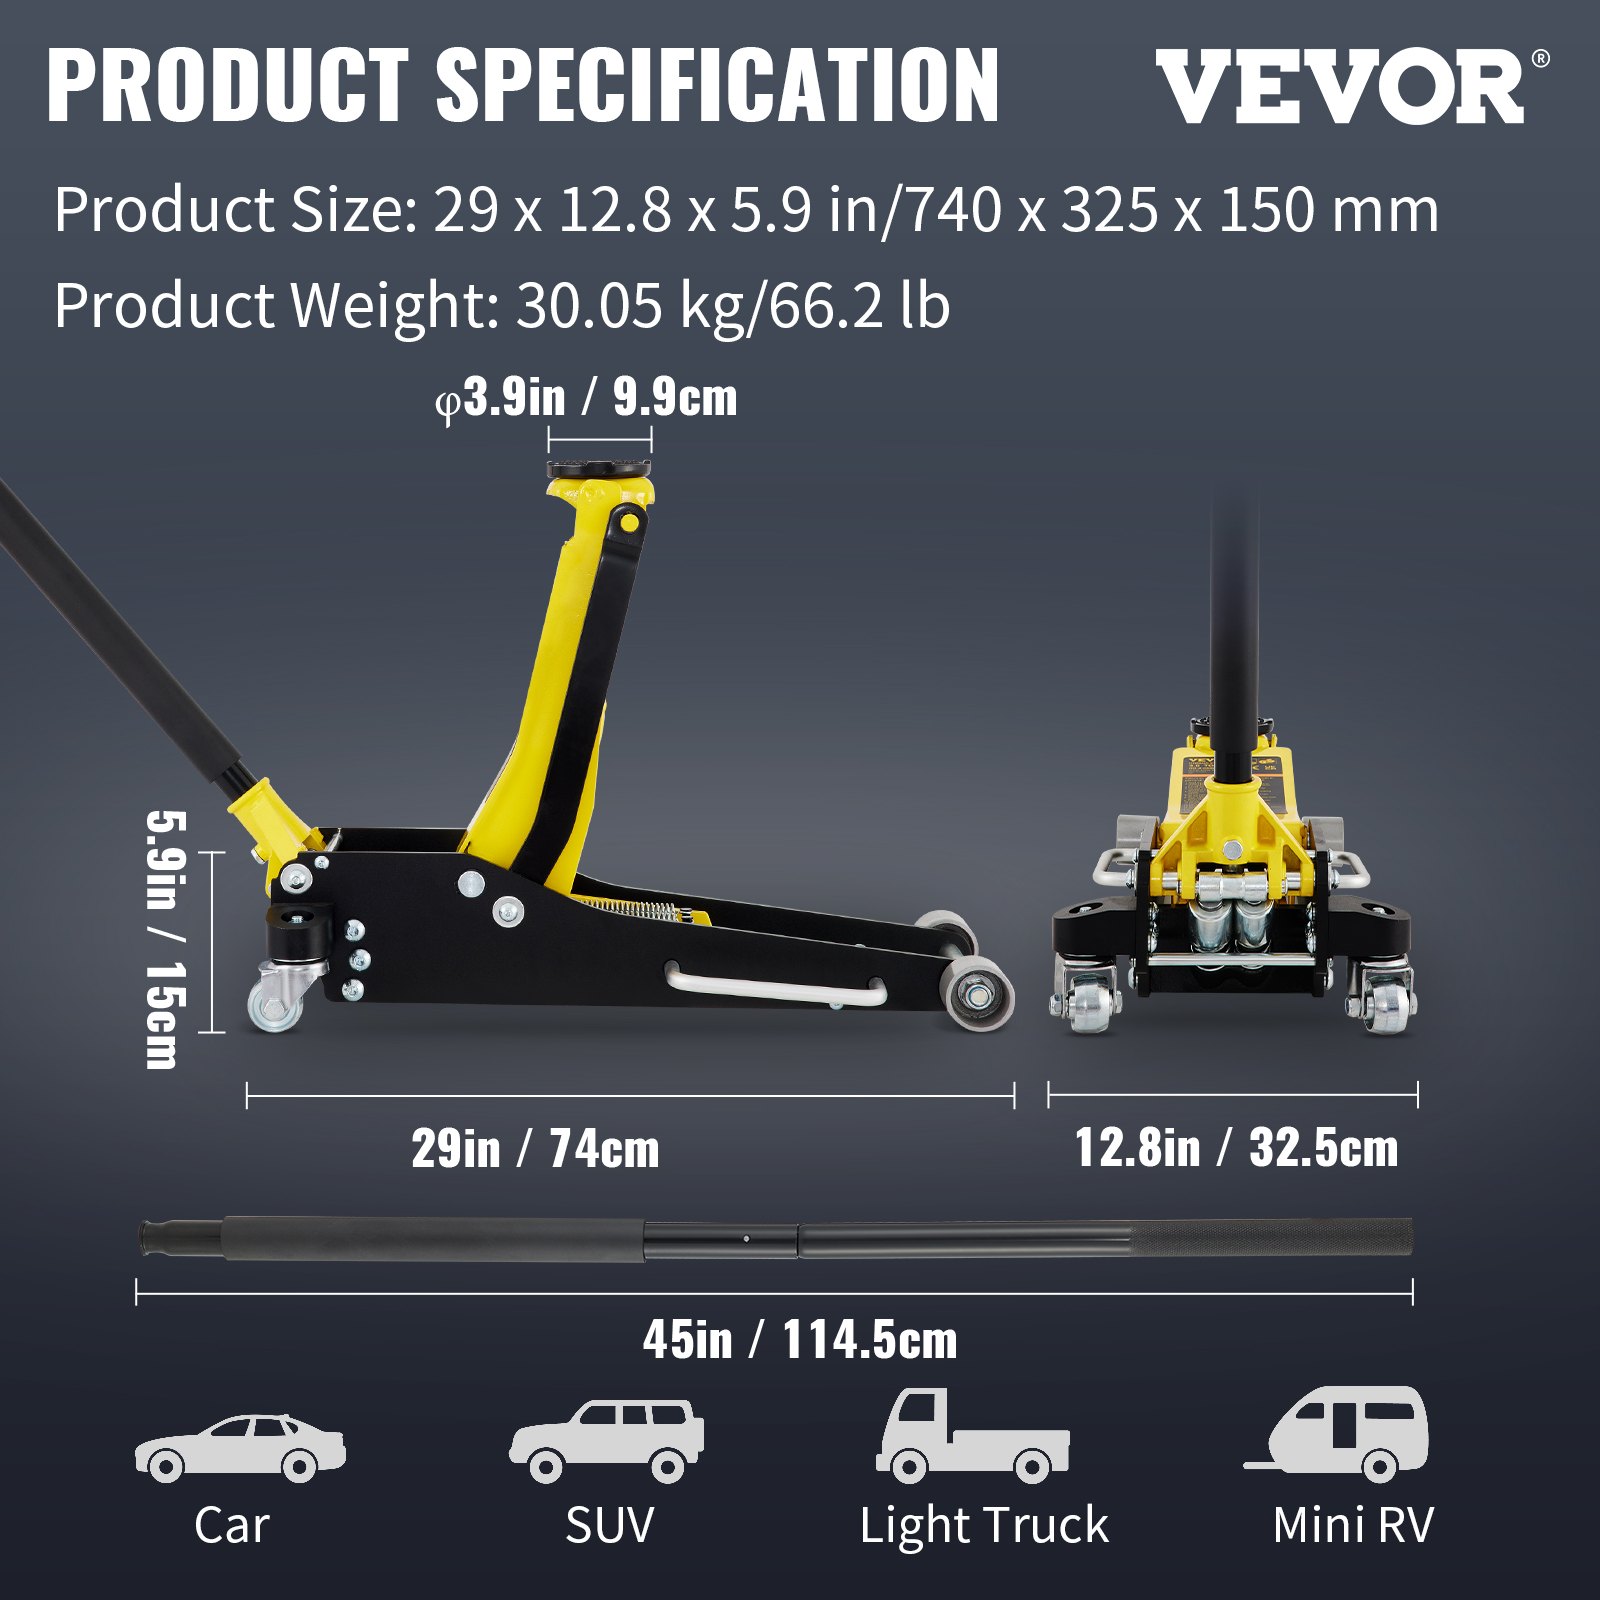 PRODUCT SPECIFICATION
VEVOR®
Product Size: 29 x 12.8 x 5.9 in/740 x 325 x 150 mm
Product Weight: 30.05 kg/66.2 lb
φ3.9in / 9.9cm
5.9in / 15cm
29in / 74cm
12.8in / 32.5cm
45in / 114.5cm
Car
SUV
Light Truck
Mini RV